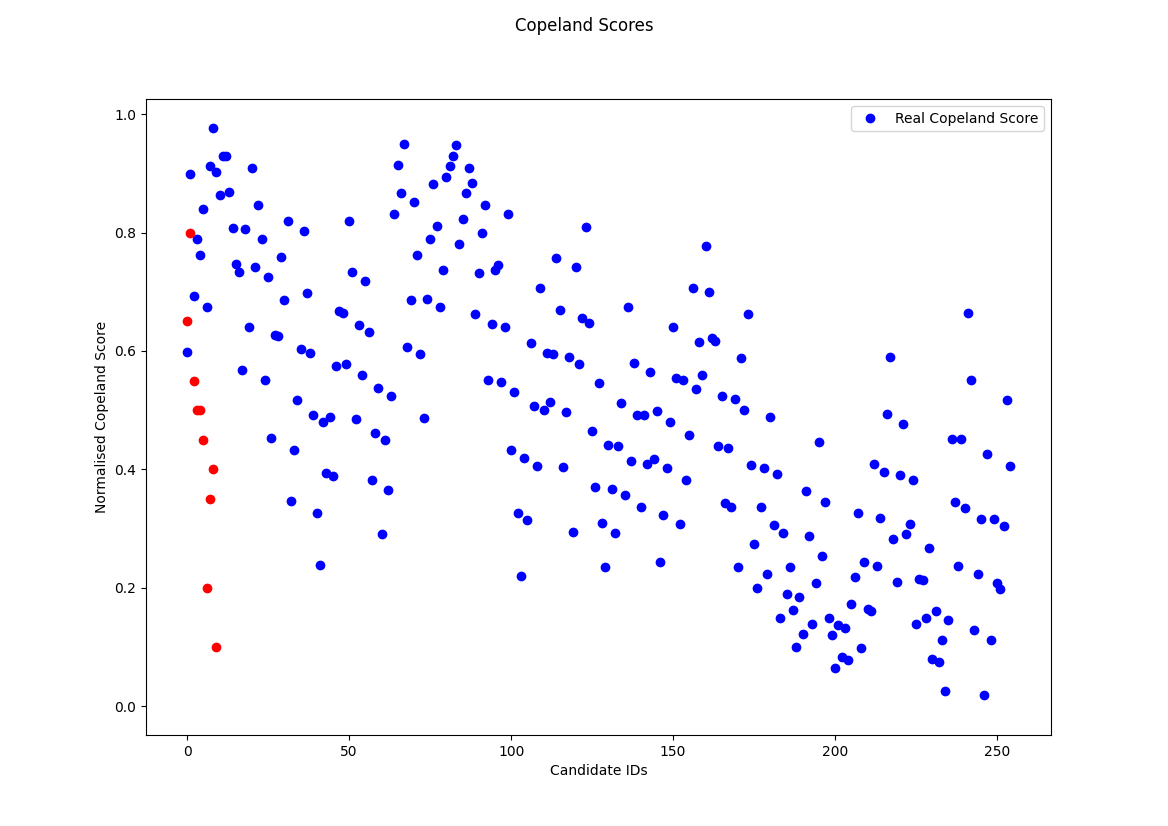 Copeland Scores
Real Copeland Score
1.0
0.8
0.6
0.4
0.2
0.0
Normalised Copeland Score
0 50 100 150 200 250
Candidate IDs